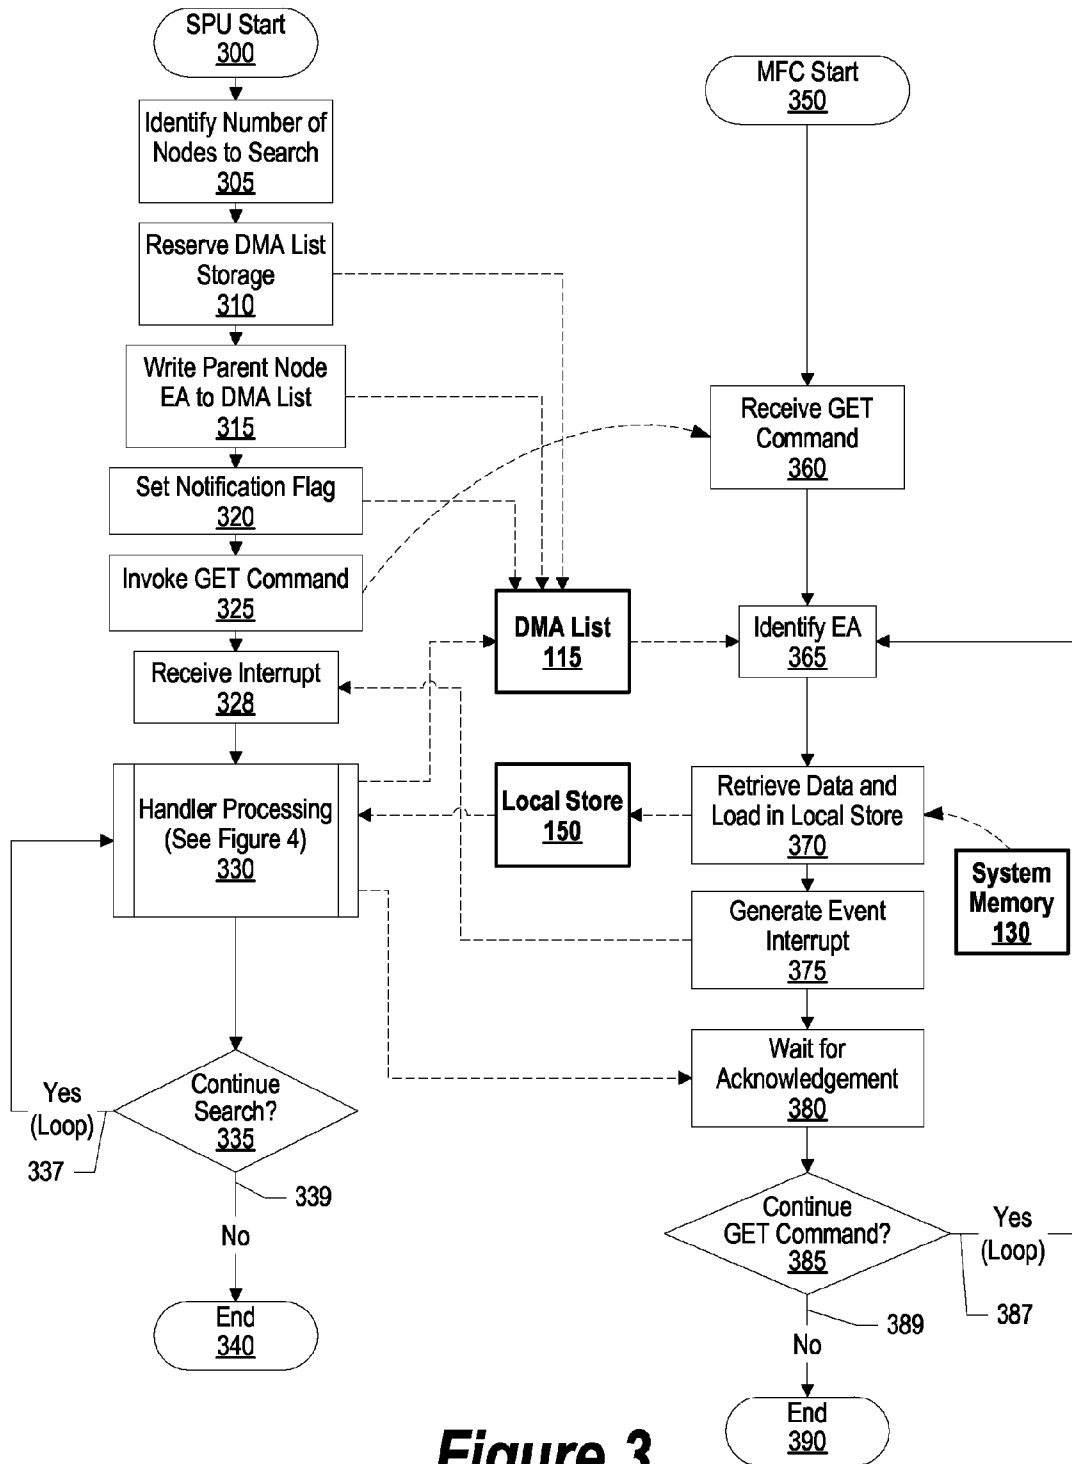 SPU Start
300
Identify Number of
Nodes to Search
305
Reserve DMA List
Storage
310
Write Parent Node
EA to DMA List
315
Set Notification Flag
320
Invoke GET Command
325
Receive Interrupt
328
Handler Processing
(See Figure 4)
330
Continue
Search?
335
Yes
(Loop)
337
339
No
End
340
DMA List
115
Local Store
150
MFC Start
350
Receive GET
Command
360
Identify EA
365
Retrieve Data and
Load in Local Store
370
System
Memory
130
Generate Event
Interrupt
375
Wait for
Acknowledgement
380
Continue
GET Command?
385
Yes
(Loop)
387
389
No
End
390
Figure 3